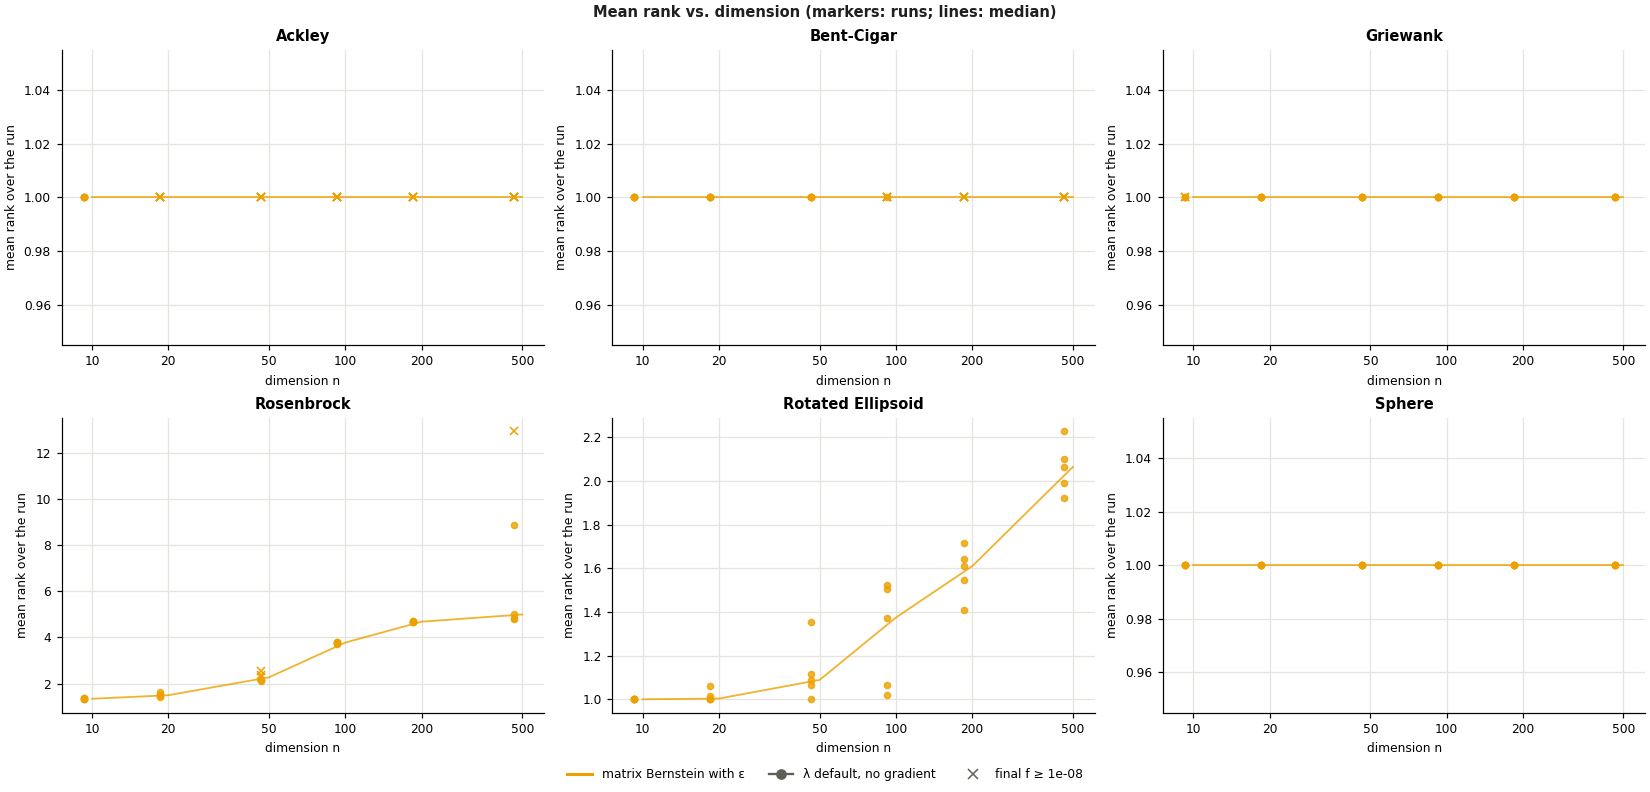 Mean rank vs. dimension (markers: runs; lines: median)
Ackley
mean rank over the run
1.04
1.02
1.00
0.98
0.96
10 20 50 100 200 500
dimension n
Bent-Cigar
mean rank over the run
1.04
1.02
1.00
0.98
0.96
10 20 50 100 200 500
dimension n
Griewank
mean rank over the run
1.04
1.02
1.00
0.98
0.96
10 20 50 100 200 500
dimension n
Rosenbrock
mean rank over the run
12
10
8
6
4
2
10 20 50 100 200 500
dimension n
Rotated Ellipsoid
mean rank over the run
2.2
2.0
1.8
1.6
1.4
1.2
1.0
10 20 50 100 200 500
dimension n
Sphere
mean rank over the run
1.04
1.02
1.00
0.98
0.96
10 20 50 100 200 500
dimension n
matrix Bernstein with ε λ default, no gradient final f ≥ 1e-08